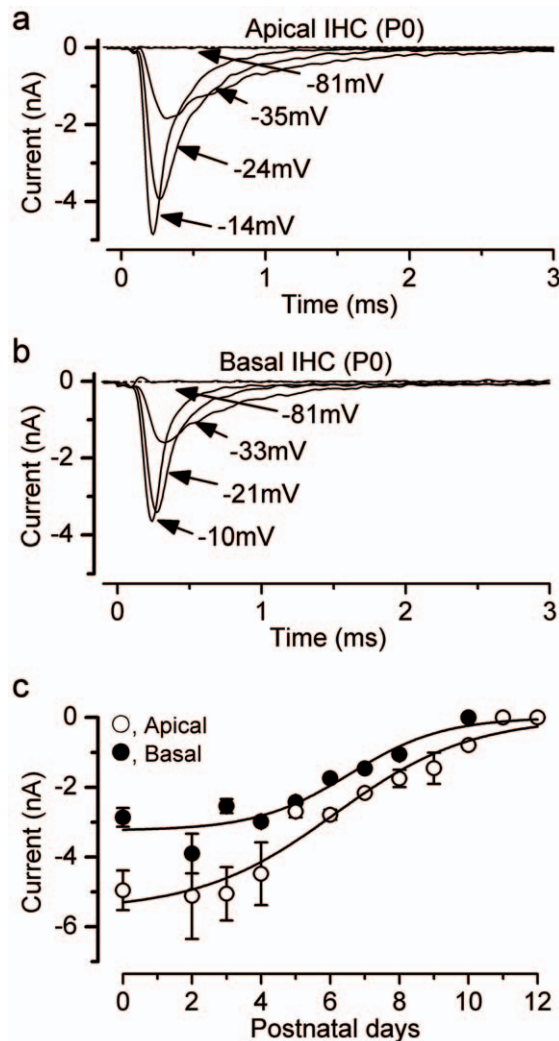 a
Apical IHC (P0)
0
-2
-4
Current (nA)
-81mV
-35mV
-24mV
-14mV
0 1 2 3
Time (ms)
b
Basal IHC (P0)
0
-2
-4
Current (nA)
-81mV
-33mV
-21mV
-10mV
0 1 2 3
Time (ms)
c
0
-2
-4
-6
Current (nA)
, Apical
, Basal
0 2 4 6 8 10 12
Postnatal days